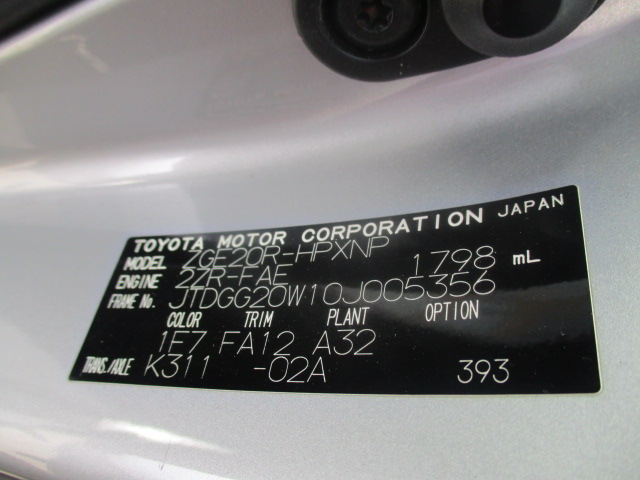 TOYOTA MOTOR CORPORATION JAPAN
MODEL ZGE20R-HPXNP
ENGINE 2ZR-FAE 1798 mL
FRAME No. JTDGG20W10J005356
COLOR TRIM PLANT OPTION
1E7 FA12 A32
TRANS./AXLE K311 -02A 393